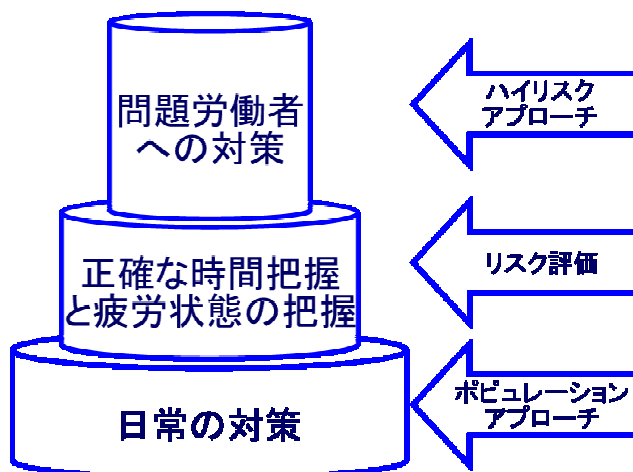 問題労働者
への対策
ハイリスク
アプローチ
正確な時間把握
と疲労状態の把握
リスク評価
日常の対策
ポピュレーション
アプローチ